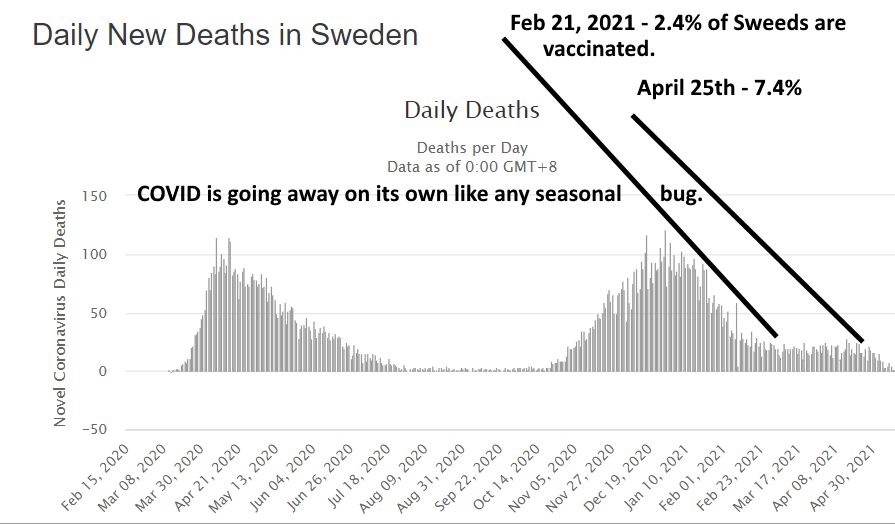 Daily New Deaths in Sweden
Feb 21, 2021 - 2.4% of Sweeds are
vaccinated.
April 25th - 7.4%
Daily Deaths
Deaths per Day
Data as of 0:00 GMT+8
COVID is going away on its own like any seasonal bug.
Novel Coronavirus Daily Deaths
150
100
50
0
−50
Feb 15, 2020
Mar 08, 2020
Mar 30, 2020
Apr 21, 2020
May 13, 2020
Jun 04, 2020
Jun 26, 2020
Jul 18, 2020
Aug 09, 2020
Aug 31, 2020
Sep 22, 2020
Oct 14, 2020
Nov 05, 2020
Nov 27, 2020
Dec 19, 2020
Jan 10, 2021
Feb 01, 2021
Feb 23, 2021
Mar 17, 2021
Apr 08, 2021
Apr 30, 2021